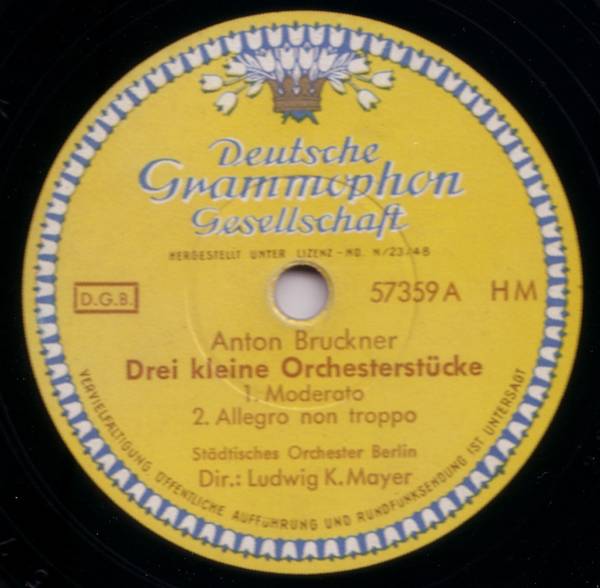 Deutsche
Grammophon
Gesellschaft
HERGESTELLT UNTER LIZENZ-NO. N/23/48
D.G.B.
57359 A HM
Anton Bruckner
Drei kleine Orchesterstücke
1. Moderato
2. Allegro non troppo
Städtisches Orchester Berlin
Dir.: Ludwig K. Mayer
VERVIELFÄLTIGUNG, ÖFFENTLICHE AUFFÜHRUNG UND RUNDFUNKSENDUNG IST UNTERSAGT